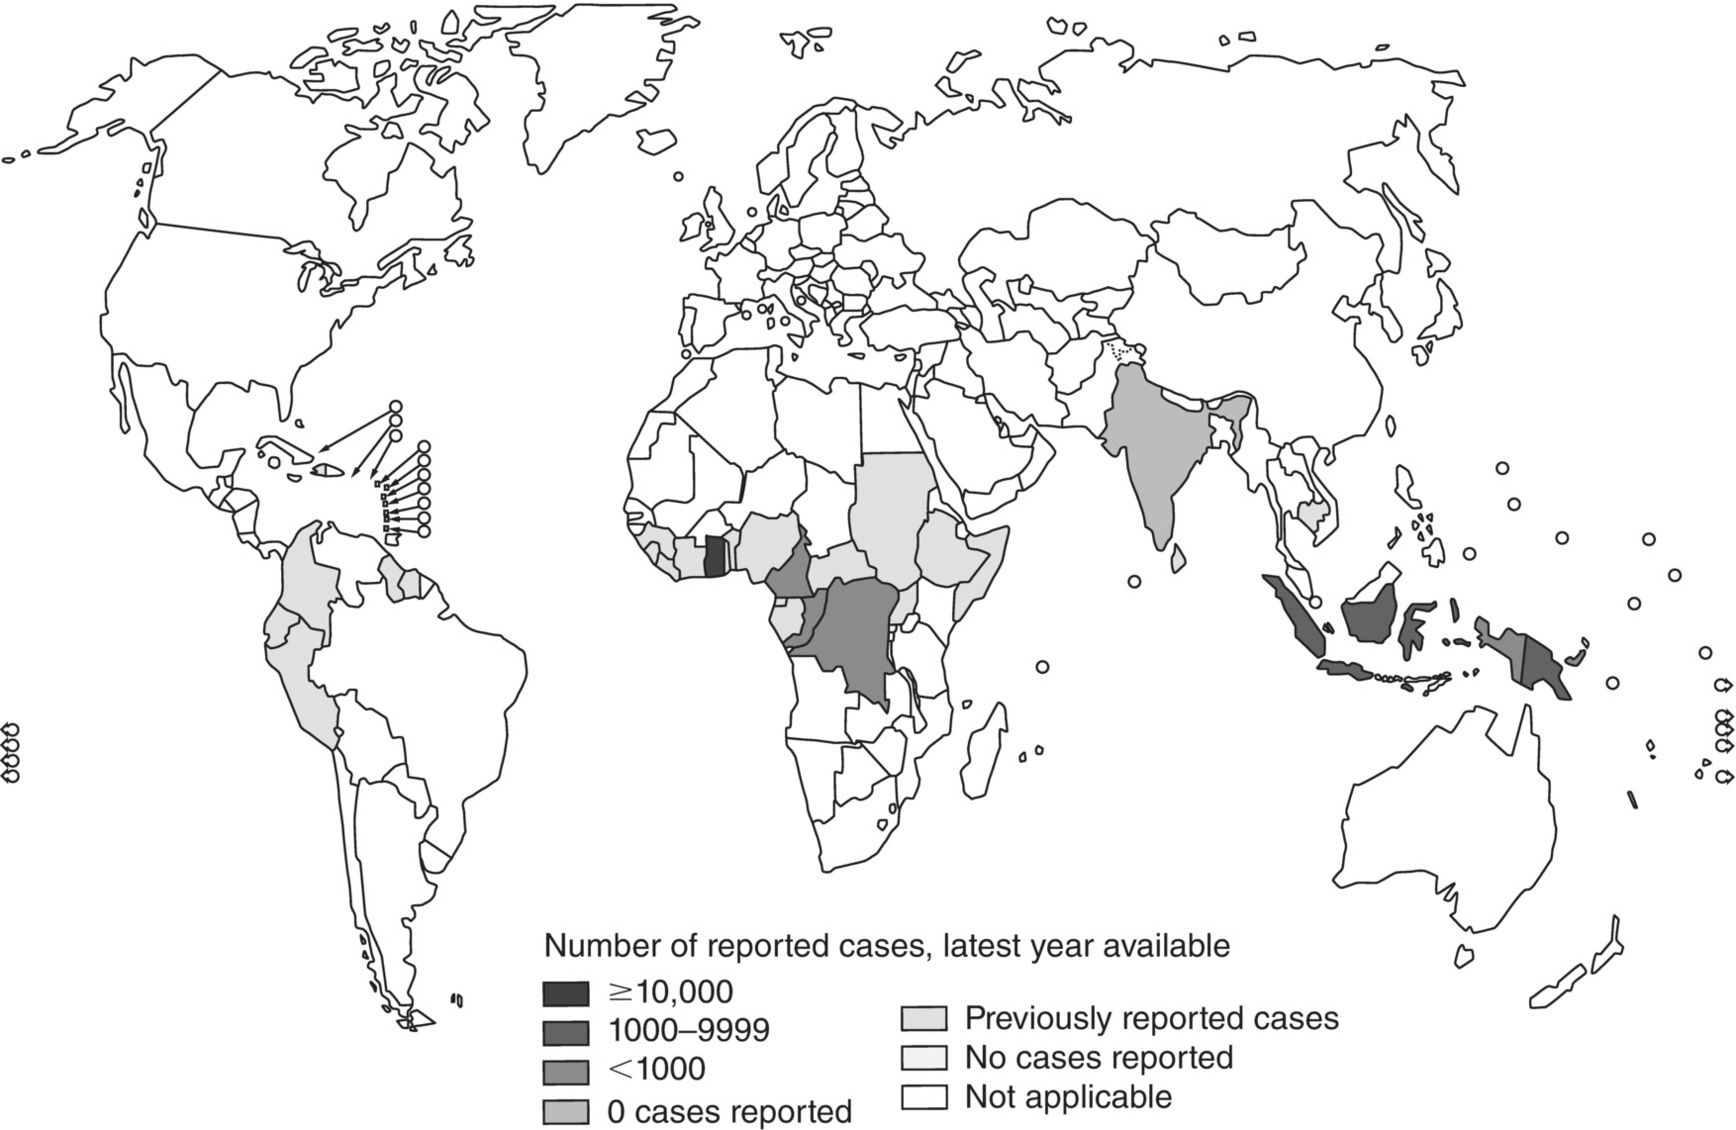 Number of reported cases, latest year available
≥10,000
1000–9999
<1000
0 cases reported
Previously reported cases
No cases reported
Not applicable